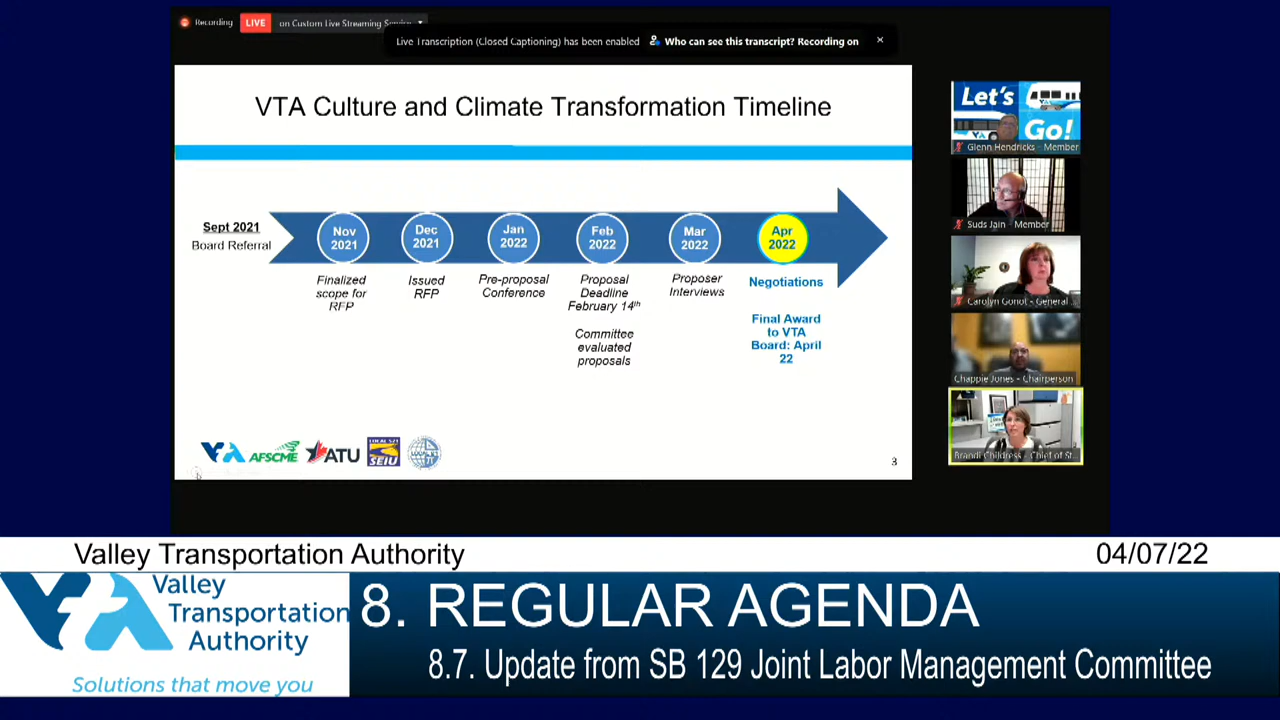 Recording LIVE on Custom Live Streaming Service
Live Transcription (Closed Captioning) has been enabled Who can see this transcript? Recording on
VTA Culture and Climate Transformation Timeline
Sept 2021
Board Referral
Nov
2021
Finalized
scope for
RFP
Dec
2021
Issued
RFP
Jan
2022
Pre-proposal
Conference
Feb
2022
Proposal
Deadline
February 14th
Committee
evaluated
proposals
Mar
2022
Proposer
Interviews
Apr
2022
Negotiations
Final Award
to VTA
Board: April
22
VTA AFSCME ATU LOCAL 521 SEIU
3
Let's
Go!
Glenn Hendricks - Member
Suds Jain - Member
Carolyn Gonot - General ...
Chappie Jones - Chairperson
Brandi Childress - Chief of St...
Valley Transportation Authority 04/07/22
VTA Valley
Transportation
Authority
Solutions that move you
8. REGULAR AGENDA
8.7. Update from SB 129 Joint Labor Management Committee